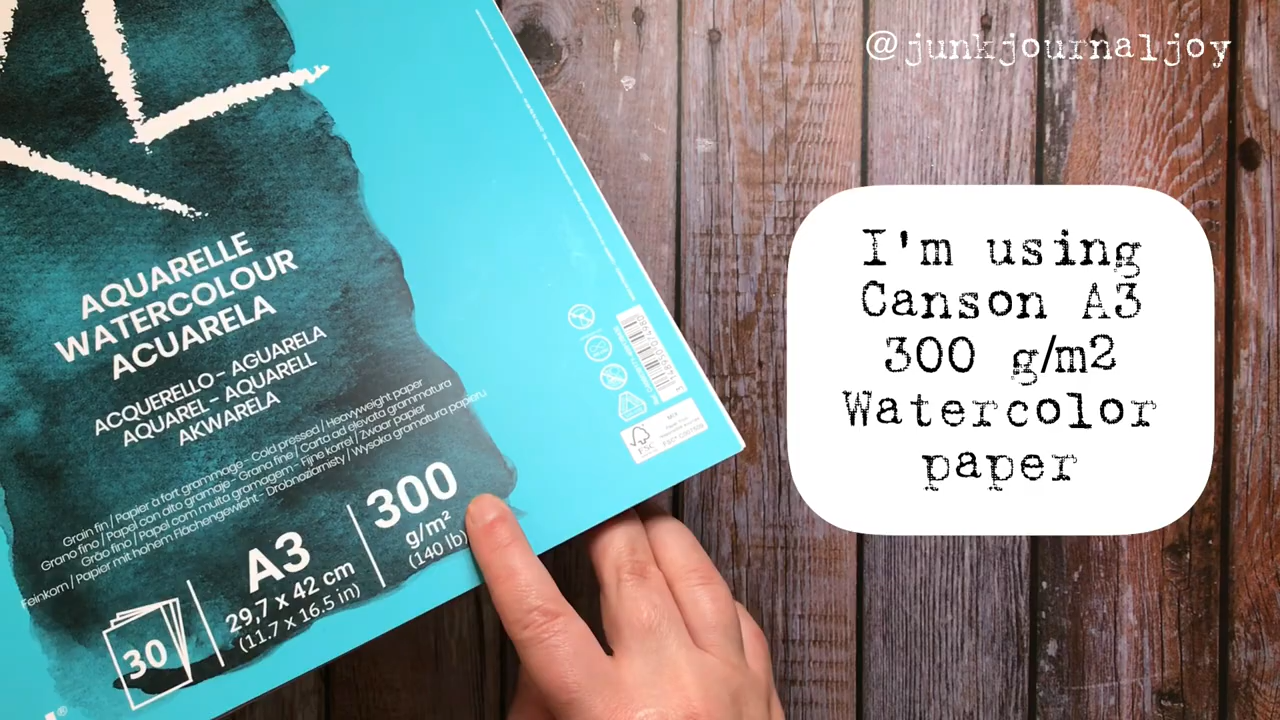 @junkjournaljoy
I'm using
Canson A3
300 g/m2
Watercolor
paper
AQUARELLE
WATERCOLOUR
ACUARELA
ACQUERELLO - AGUARELA
AQUAREL - AQUARELL
AKWARELA
Grain fin / Papier à fort grammage - Cold pressed / Heavyweight paper
Grano fino / Papel con alto gramaje - Grana fine / Carta ad elevata grammatura
Grão fino / Papel com muita gramagem - Fijne korrel / Zwaar papier
Feinkorn / Papier mit hohem Flächengewicht - Drobnoziarnisty / Wysoka gramatura papieru
30
A3
29,7 x 42 cm
(11.7 x 16.5 in)
300
g/m²
(140 lb)
FSC